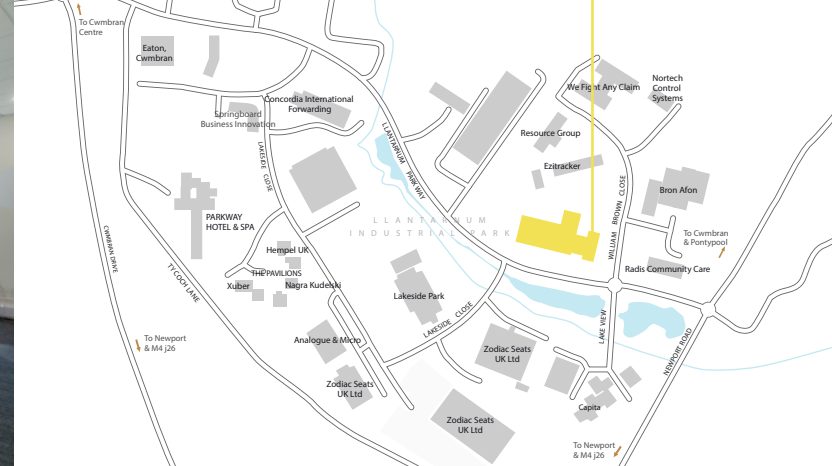 To Cwmbran
Centre
Eaton,
Cwmbran
Springboard
Business Innovation
Concordia International
Forwarding
LAKESIDE CLOSE
LLANTARNUM PARKWAY
We Fight Any Claim
Nortech
Control
Systems
Resource Group
Ezitracker
Bron Afon
WILLIAM BROWN CLOSE
LLANTARNUM
INDUSTRIAL PARK
PARKWAY
HOTEL & SPA
To Cwmbran
& Pontypool
CWMBRAN DRIVE
TY COCH LANE
Hempel UK
THE PAVILIONS
Xuber
Nagra Kudelski
Lakeside Park
Radis Community Care
LAKESIDE CLOSE
LAKE VIEW
NEWPORT ROAD
To Newport
& M4 j26
Analogue & Micro
Zodiac Seats
UK Ltd
Zodiac Seats
UK Ltd
Zodiac Seats
UK Ltd
Capita
To Newport
& M4 j26